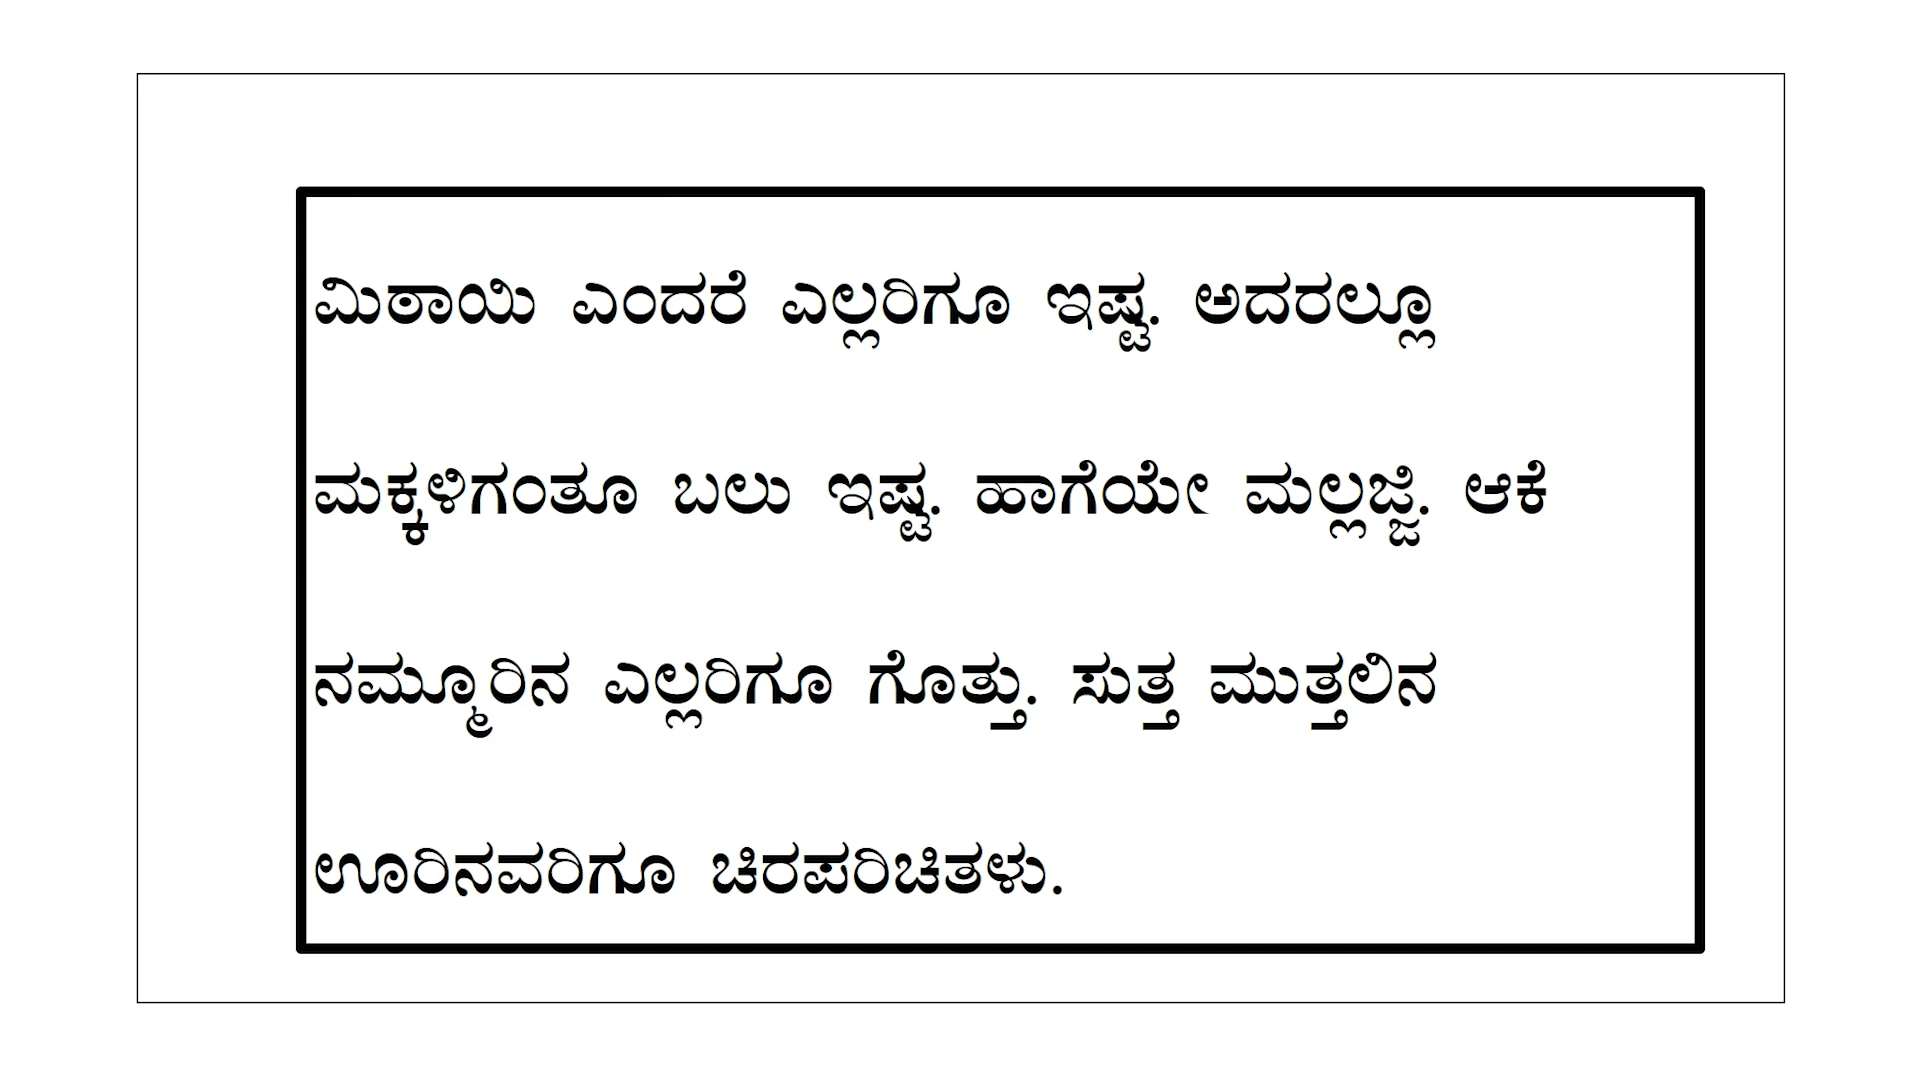 ಮಿಠಾಯಿ ಎಂದರೆ ಎಲ್ಲರಿಗೂ ಇಷ್ಟ. ಅದರಲ್ಲೂ
ಮಕ್ಕಳಿಗಂತೂ ಬಲು ಇಷ್ಟ. ಹಾಗೆಯೇ ಮಲ್ಲಜ್ಜಿ. ಆಕೆ
ನಮ್ಮೂರಿನ ಎಲ್ಲರಿಗೂ ಗೊತ್ತು. ಸುತ್ತ ಮುತ್ತಲಿನ
ಊರಿನವರಿಗೂ ಚಿರಪರಿಚಿತಳು.